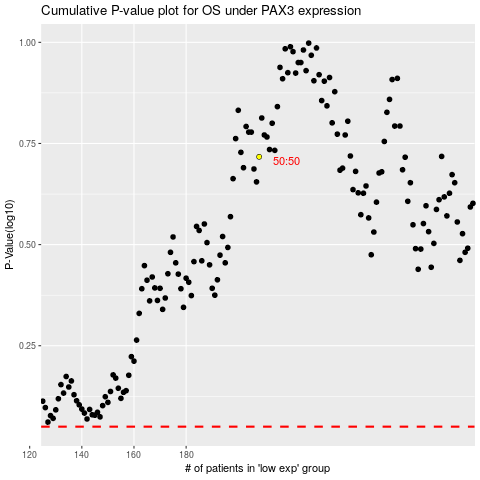 Cumulative P-value plot for OS under PAX3 expression
P-Value(log10)
1.00
0.75
0.50
0.25
50:50
120 140 160 180
# of patients in 'low exp' group